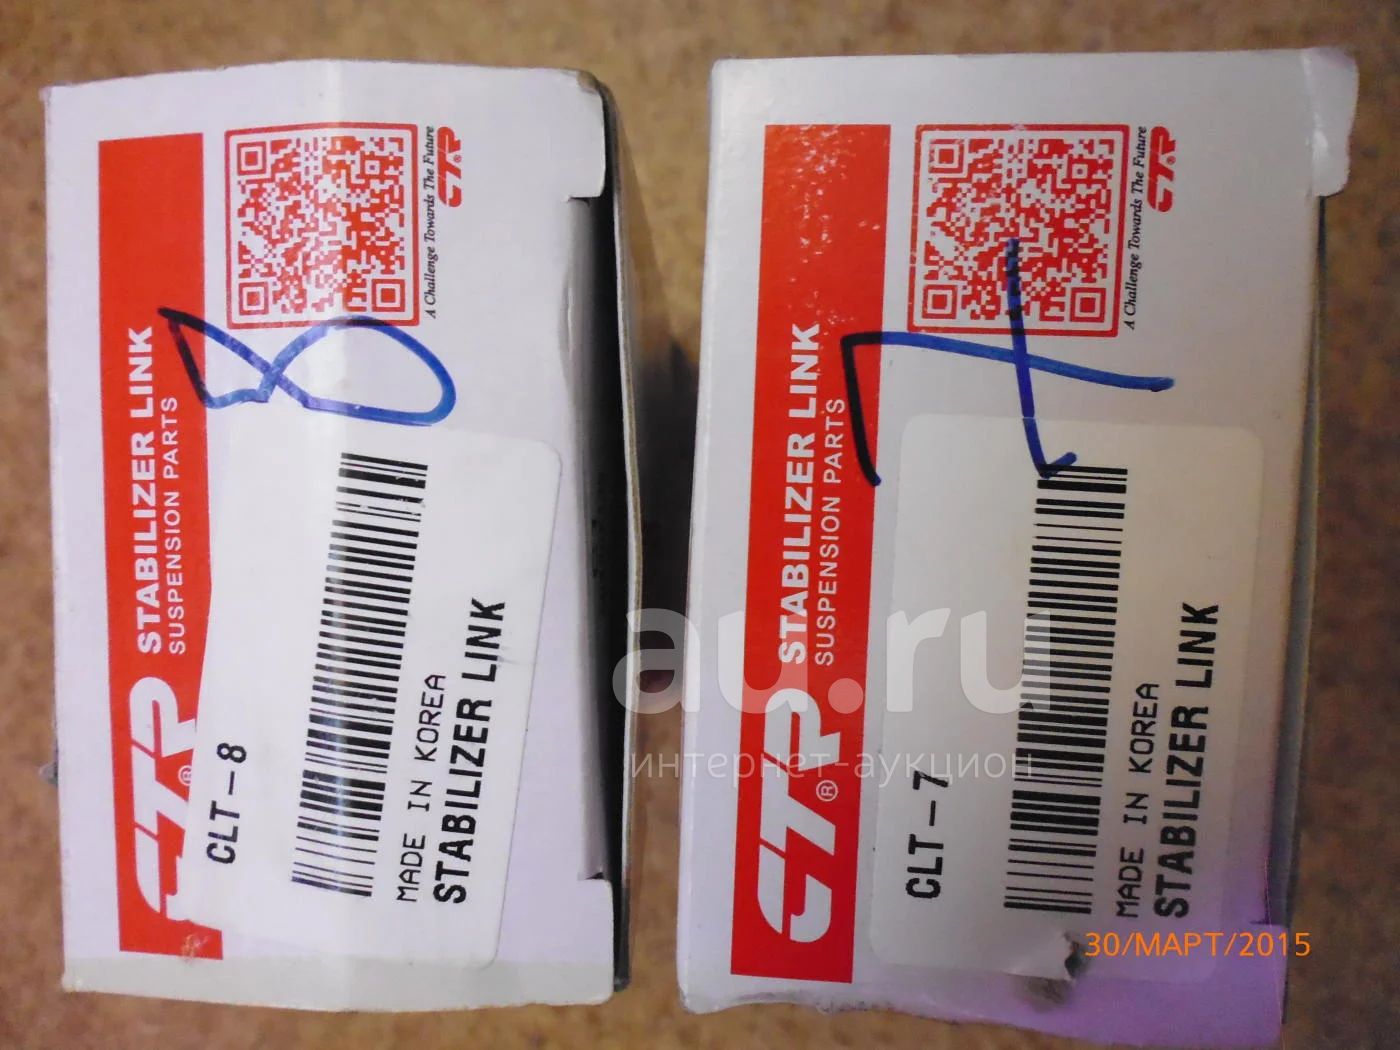 CTR®
STABILIZER LINK
SUSPENSION PARTS
A Challenge Towards The Future
CTR®
8
CLT-8
MADE IN KOREA
STABILIZER LINK
CTR®
STABILIZER LINK
SUSPENSION PARTS
A Challenge Towards The Future
CTR®
7
CLT-7
MADE IN KOREA
STABILIZER LINK
au.ru
интернет-аукцион
30/МАРТ/2015